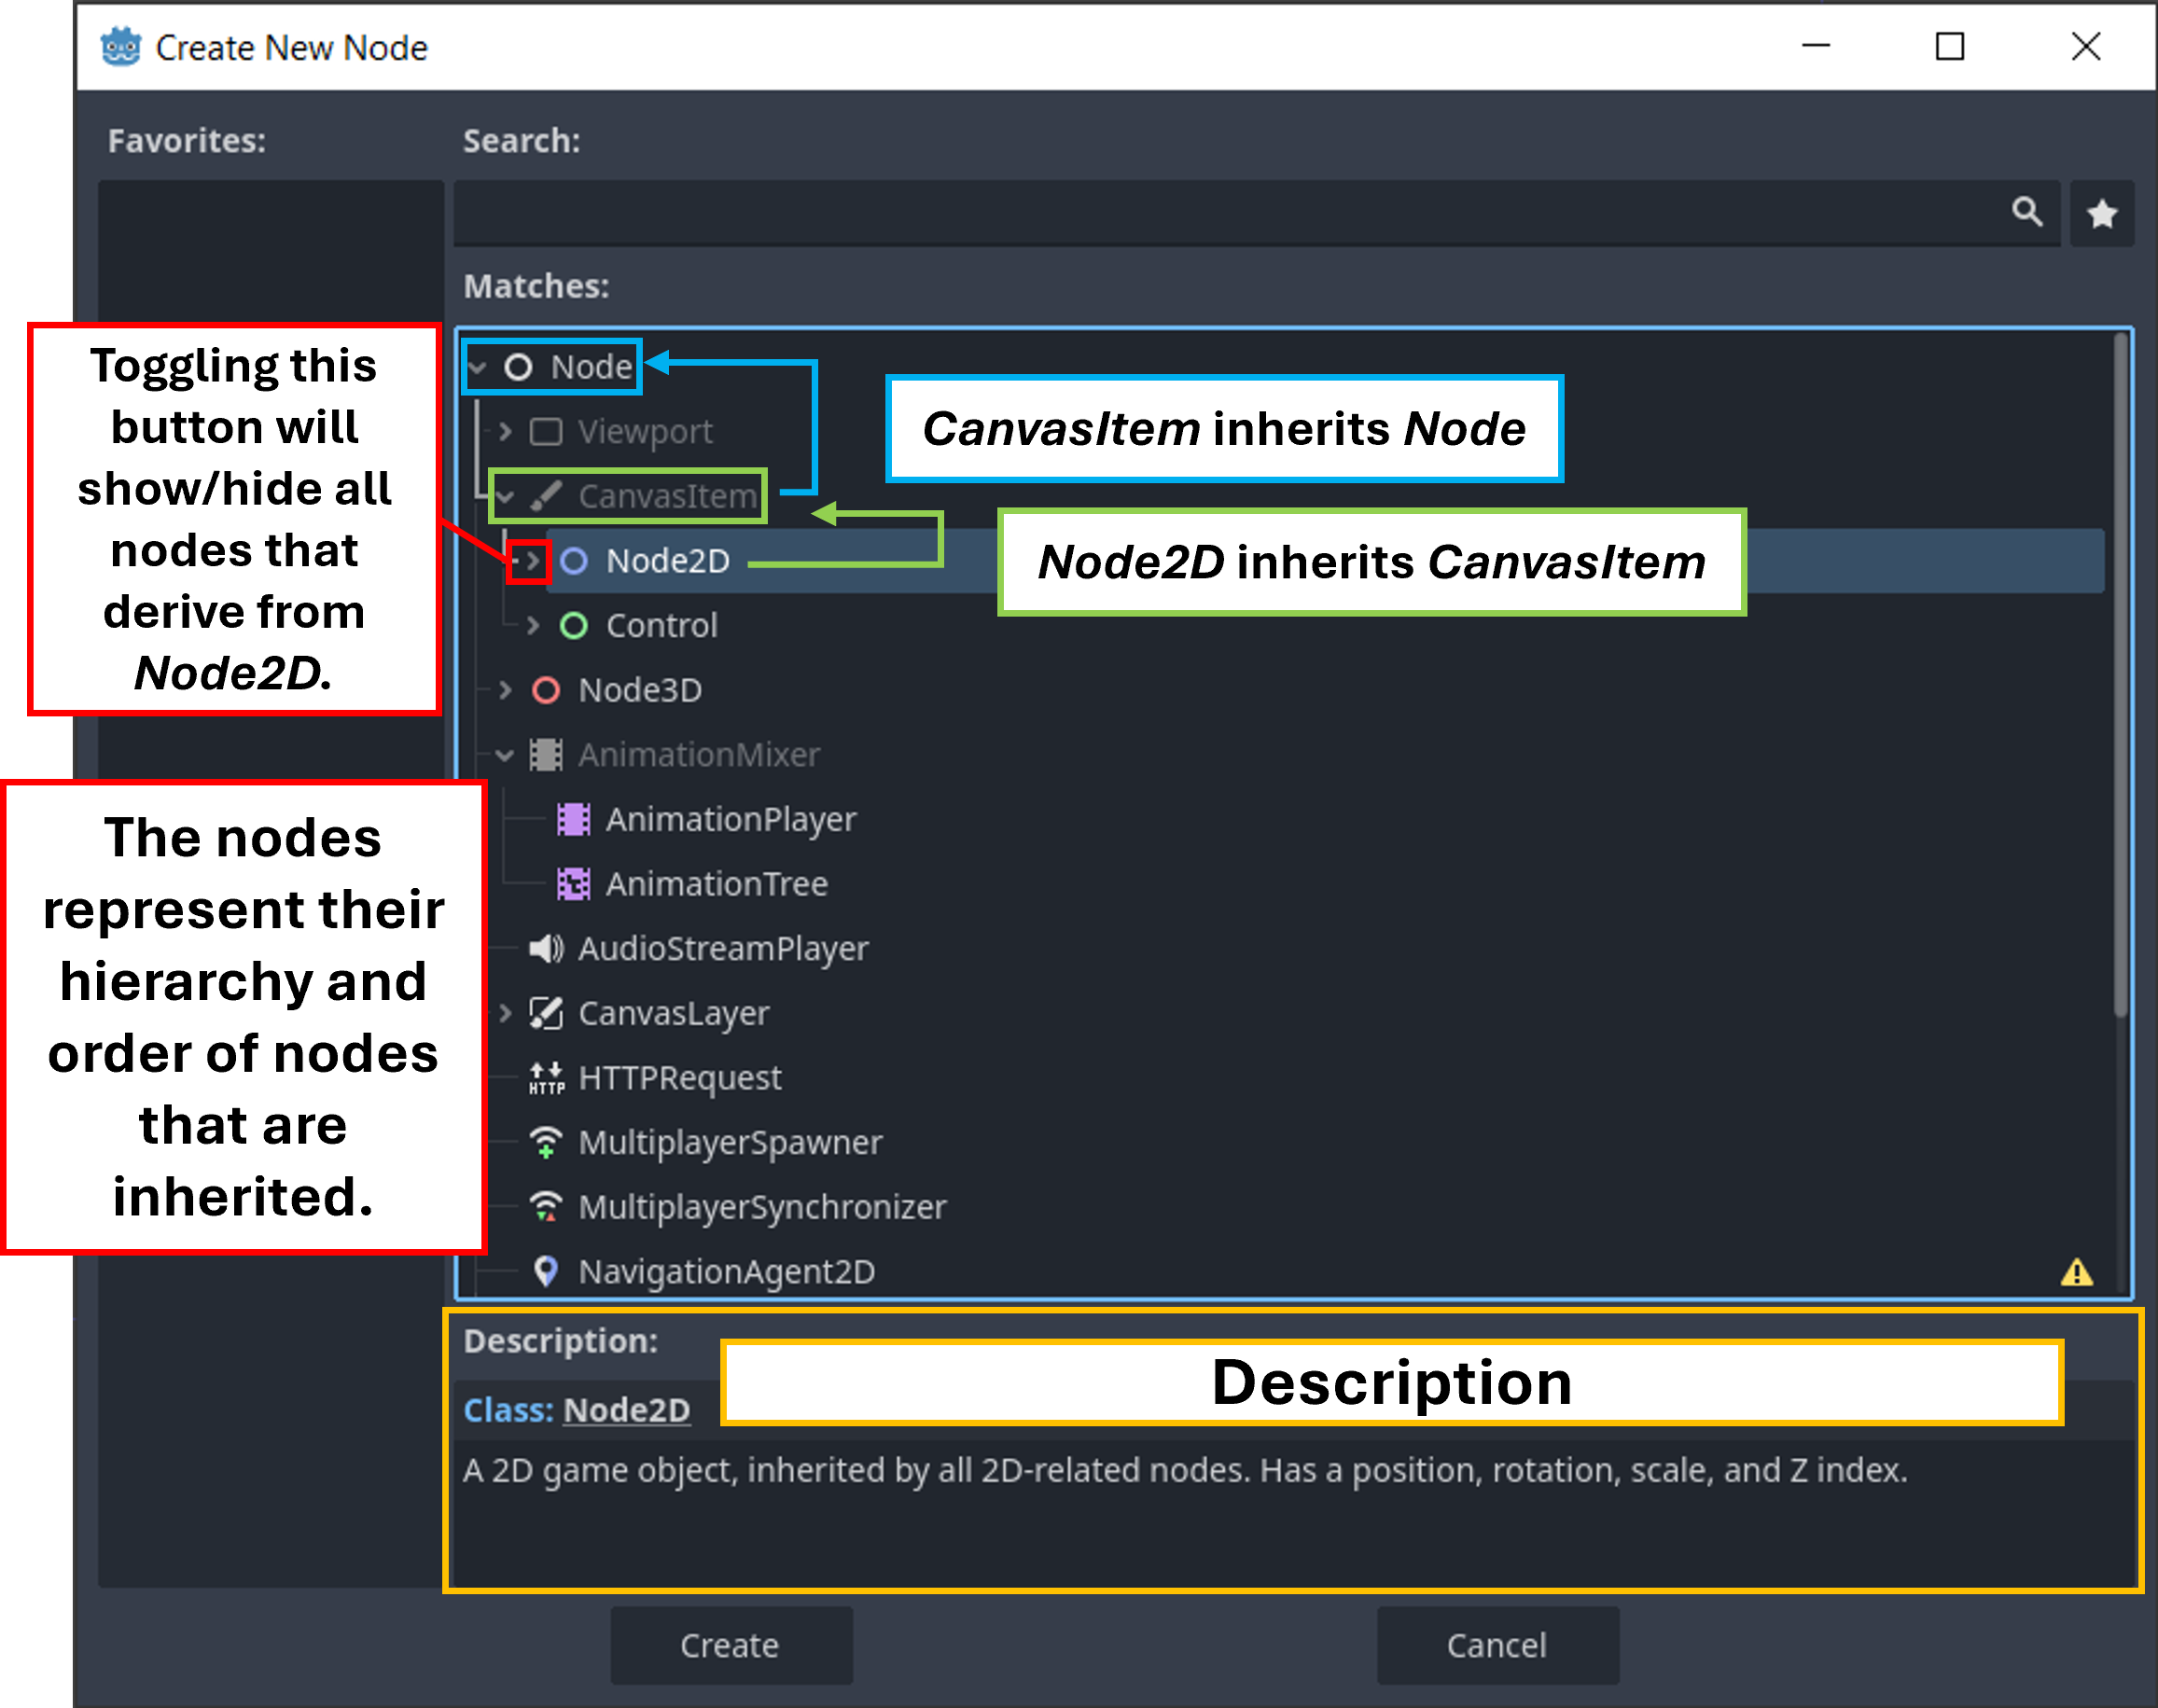 Create New Node
Favorites:
Search:
Matches:
Node
Viewport
CanvasItem
Node2D
Control
Node3D
AnimationMixer
AnimationPlayer
AnimationTree
AudioStreamPlayer
CanvasLayer
HTTP
HTTPRequest
MultiplayerSpawner
MultiplayerSynchronizer
NavigationAgent2D
CanvasItem inherits Node
Node2D inherits CanvasItem
Toggling this
button will
show/hide all
nodes that
derive from
Node2D.
The nodes
represent their
hierarchy and
order of nodes
that are
inherited.
Description:
Description
Class: Node2D
A 2D game object, inherited by all 2D-related nodes. Has a position, rotation, scale, and Z index.
Create
Cancel